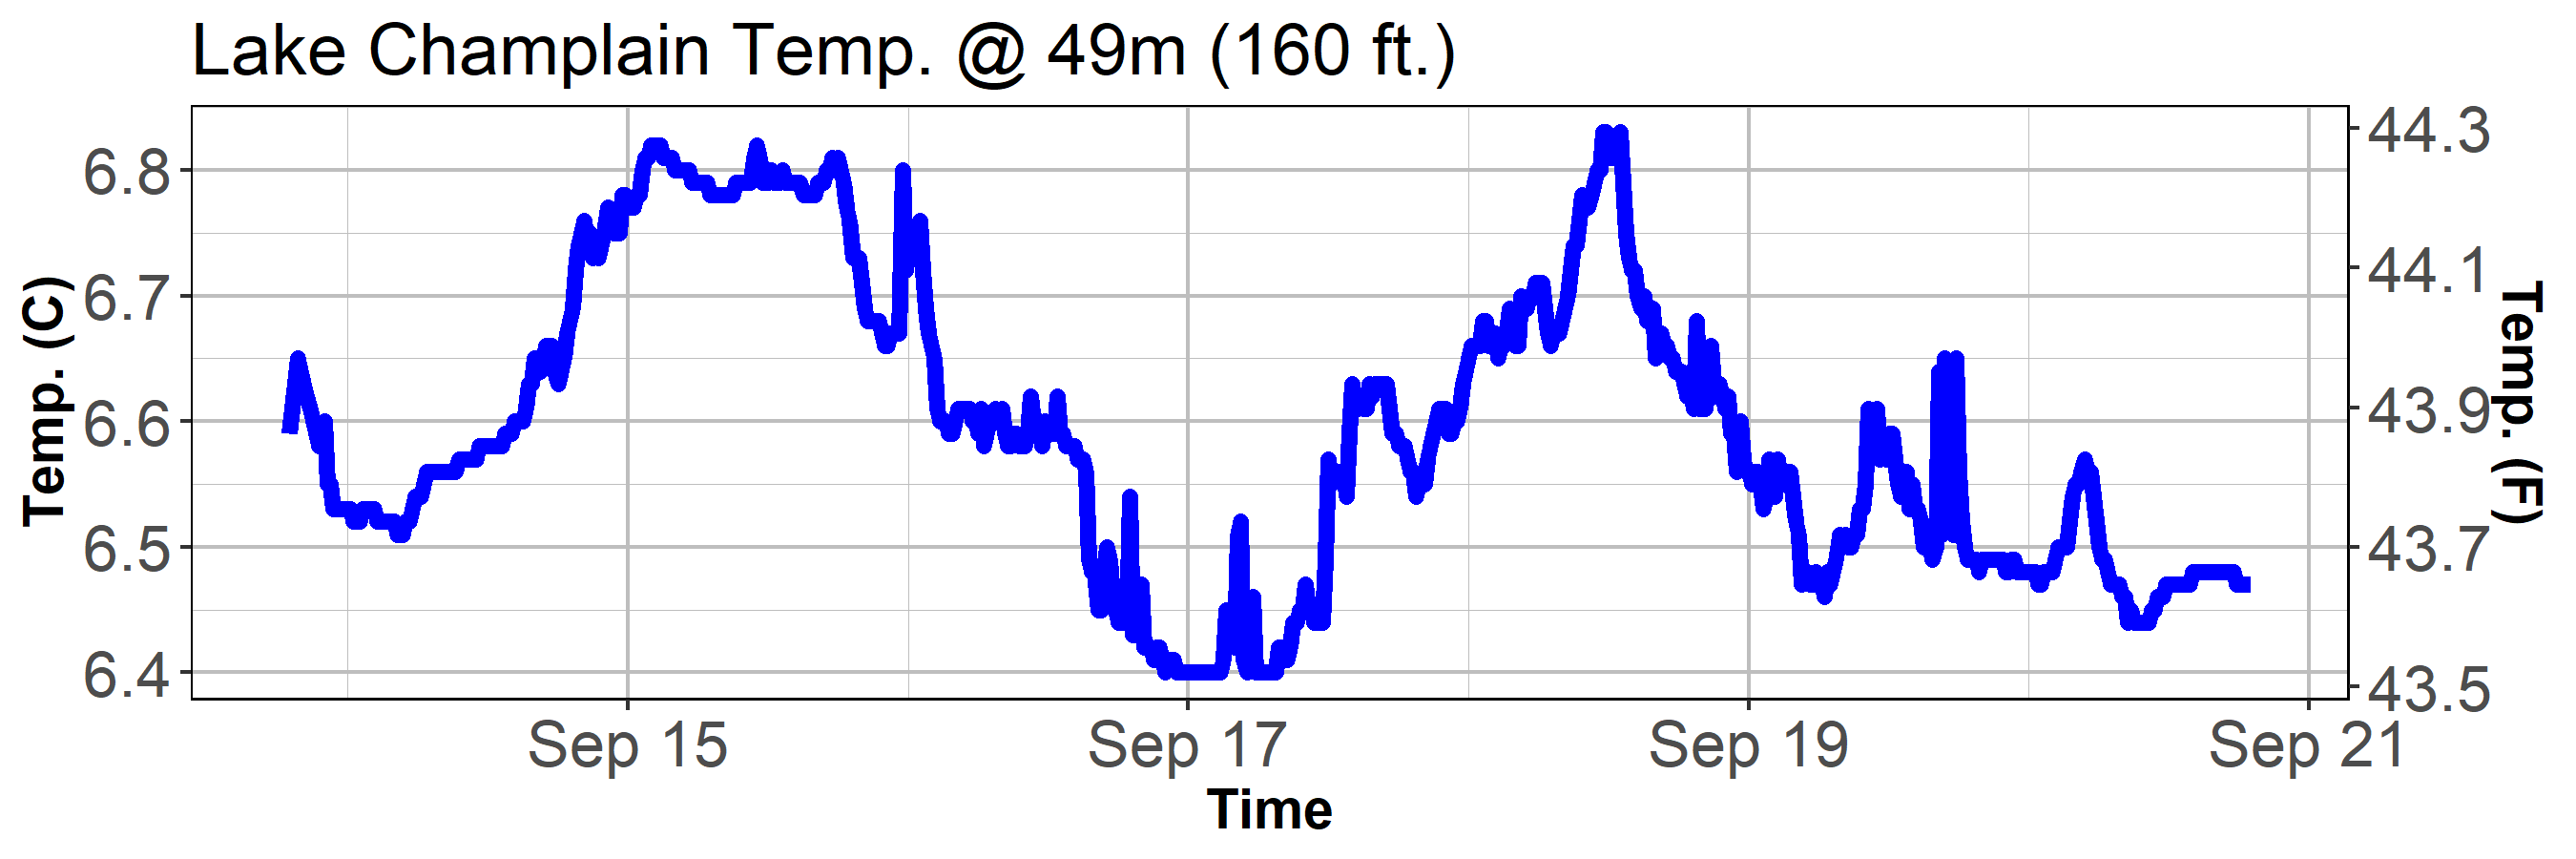 Lake Champlain Temp. @ 49m (160 ft.)
Temp. (C)
6.8
6.7
6.6
6.5
6.4
44.3
44.1
43.9
43.7
43.5
Temp. (F)
Sep 15 Sep 17 Sep 19 Sep 21
Time